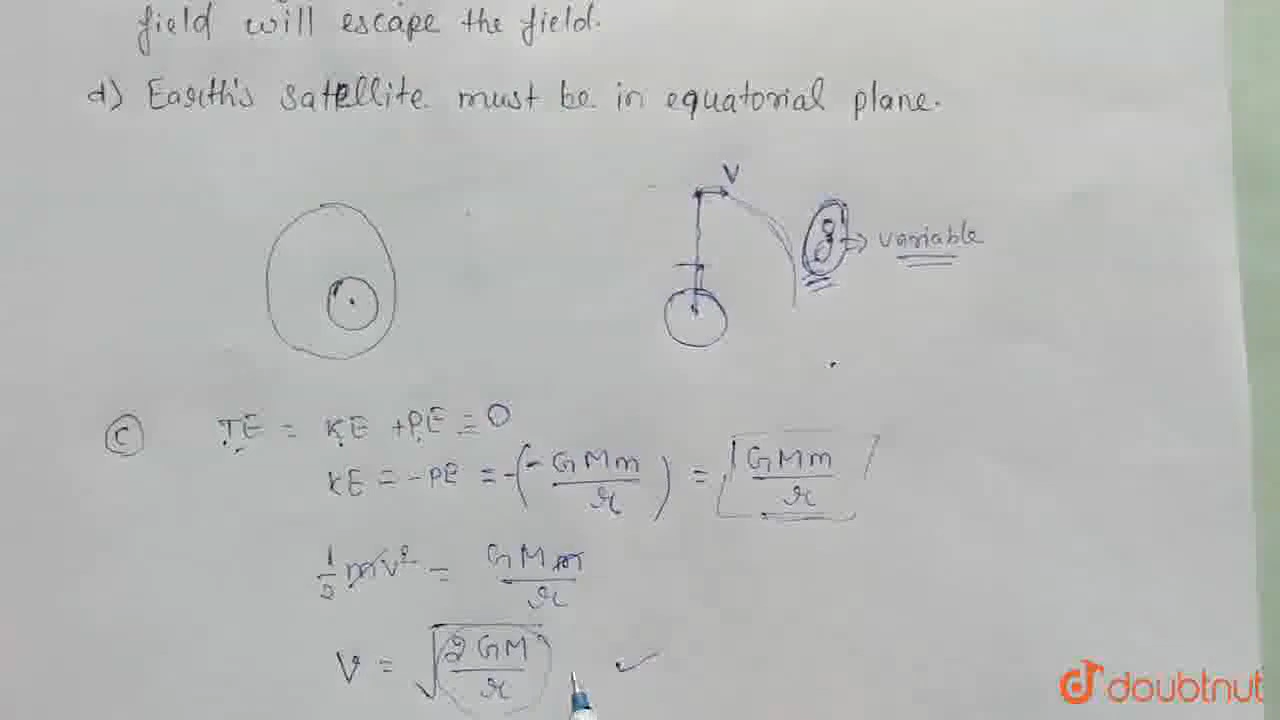 field will escape the field.
d) Earth's satellite must be in equatorial plane.
V
g → variable
(C) TE = KE + PE = 0
KE = -PE = -(-GMm/r) = GMm/r
1/2 mv² = GMm/r
V = √(2GM/r) ✓
doubtnut